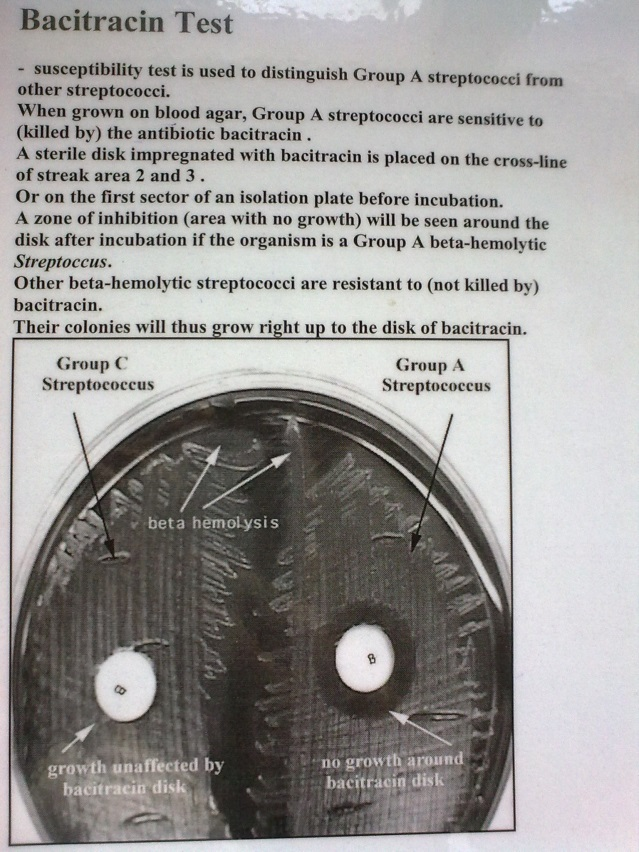 Bacitracin Test
- susceptibility test is used to distinguish Group A streptococci from
other streptococci.
When grown on blood agar, Group A streptococci are sensitive to
(killed by) the antibiotic bacitracin .
A sterile disk impregnated with bacitracin is placed on the cross-line
of streak area 2 and 3 .
Or on the first sector of an isolation plate before incubation.
A zone of inhibition (area with no growth) will be seen around the
disk after incubation if the organism is a Group A beta-hemolytic
Streptoccus.
Other beta-hemolytic streptococci are resistant to (not killed by)
bacitracin.
Their colonies will thus grow right up to the disk of bacitracin.
Group C
Streptococcus
Group A
Streptococcus
beta hemolysis
B
B
growth unaffected by
bacitracin disk
no growth around
bacitracin disk